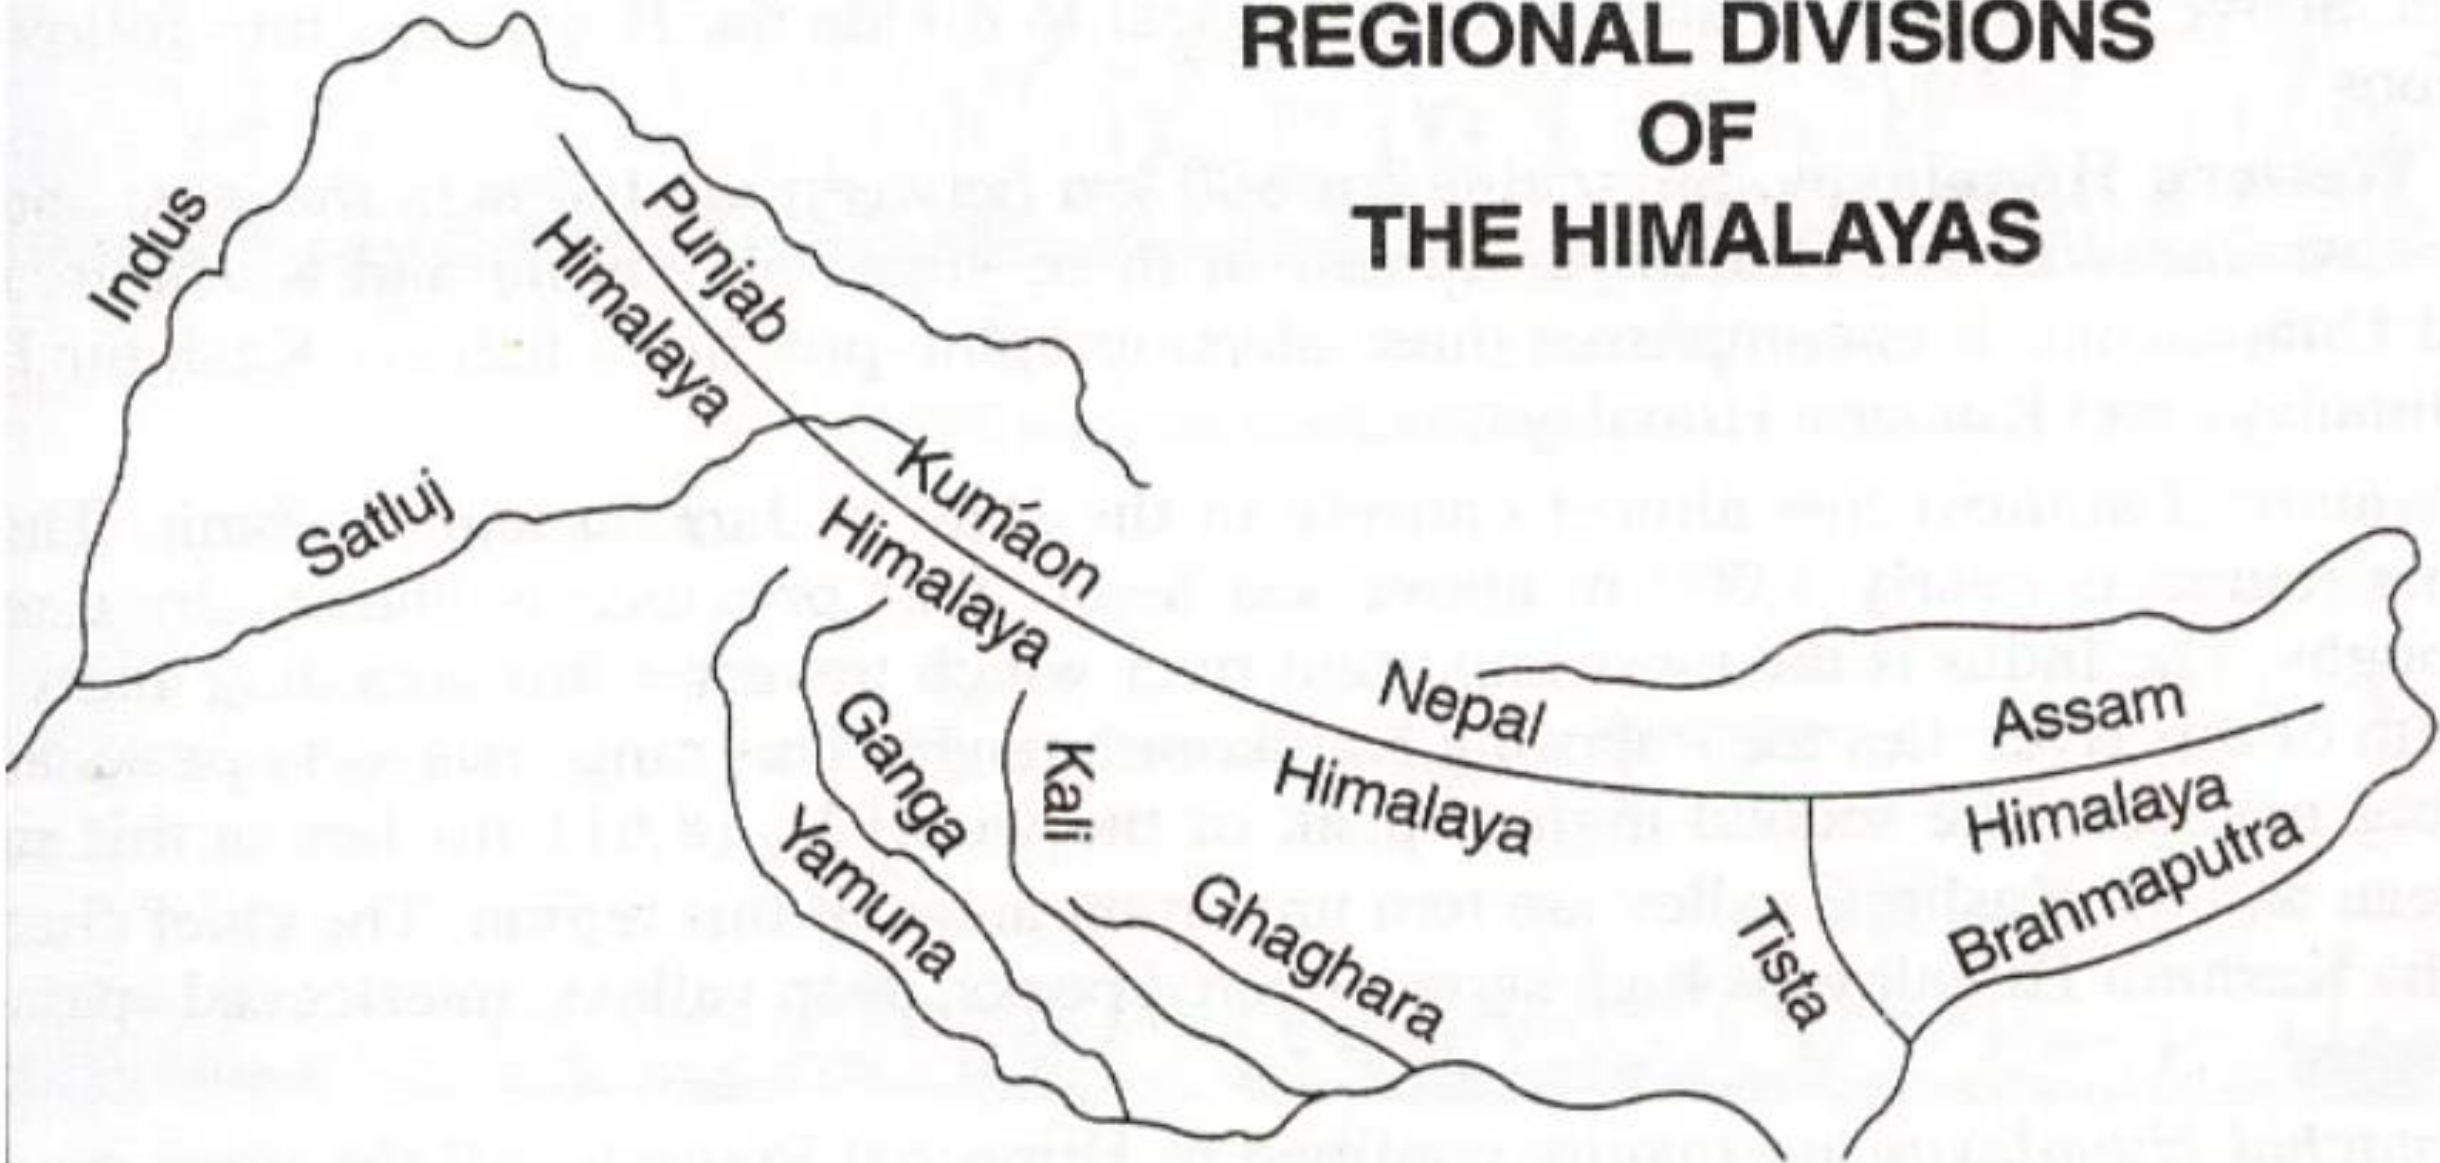 REGIONAL DIVISIONS
OF
THE HIMALAYAS
Indus
Punjab
Himalaya
Satluj
Kumáon
Himalaya
Nepal
Himalaya
Assam
Himalaya
Ganga
Kali
Yamuna
Ghaghara
Tista
Brahmaputra